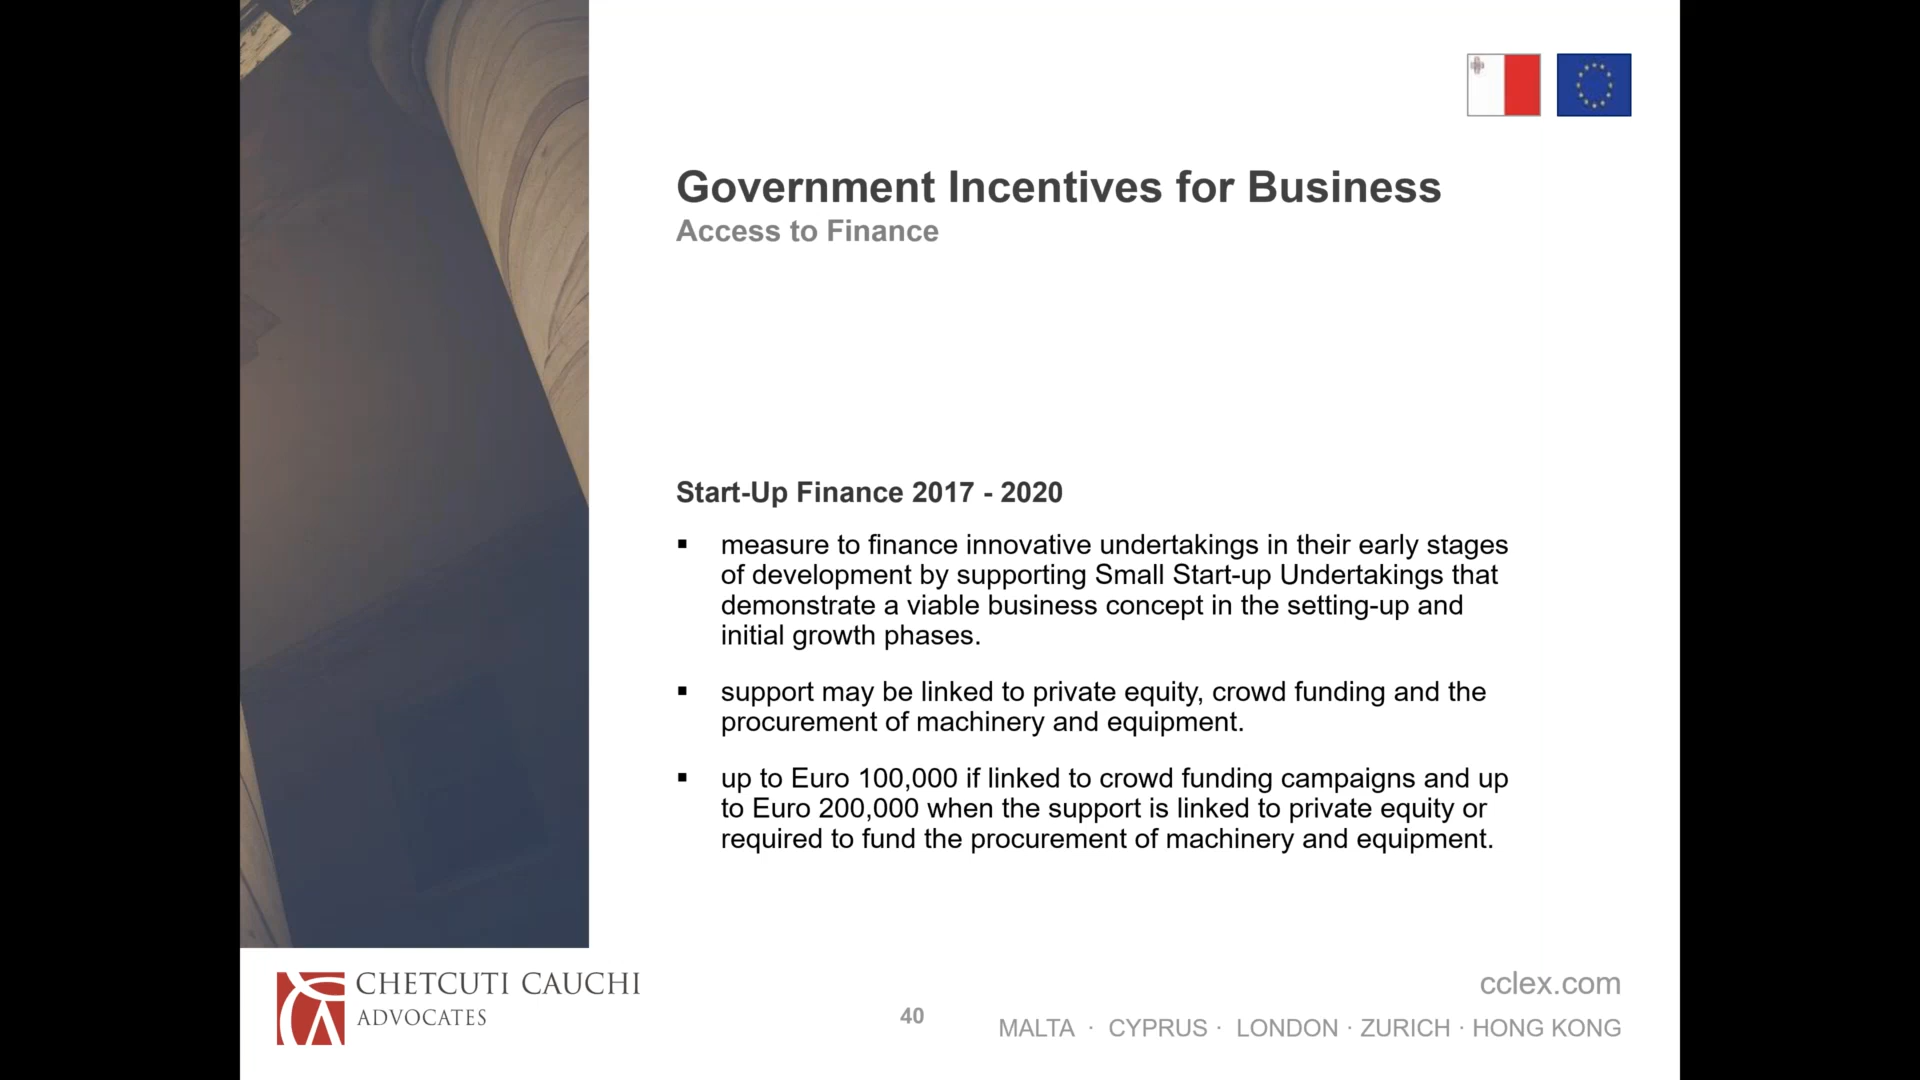 Government Incentives for Business
Access to Finance
Start-Up Finance 2017 - 2020
▪ measure to finance innovative undertakings in their early stages
of development by supporting Small Start-up Undertakings that
demonstrate a viable business concept in the setting-up and
initial growth phases.
▪ support may be linked to private equity, crowd funding and the
procurement of machinery and equipment.
▪ up to Euro 100,000 if linked to crowd funding campaigns and up
to Euro 200,000 when the support is linked to private equity or
required to fund the procurement of machinery and equipment.
CHETCUTI CAUCHI
ADVOCATES
40
cclex.com
MALTA · CYPRUS · LONDON · ZURICH · HONG KONG